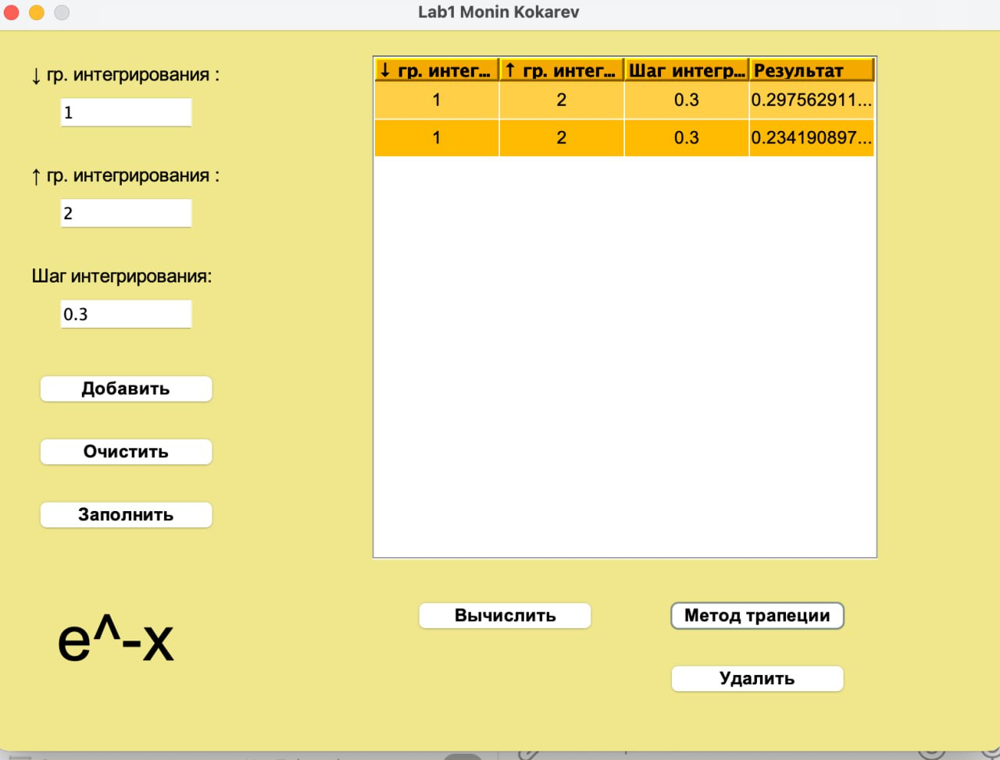 Lab1 Monin Kokarev
↓ гр. интегрирования :
1
↑ гр. интегрирования :
2
Шаг интегрирования:
0.3
Добавить
Очистить
Заполнить
e^-x
↓ гр. интег... ↑ гр. интег... Шаг интегр... Результат
1 2 0.3 0.297562911...
1 2 0.3 0.234190897...
Вычислить Метод трапеции
Удалить